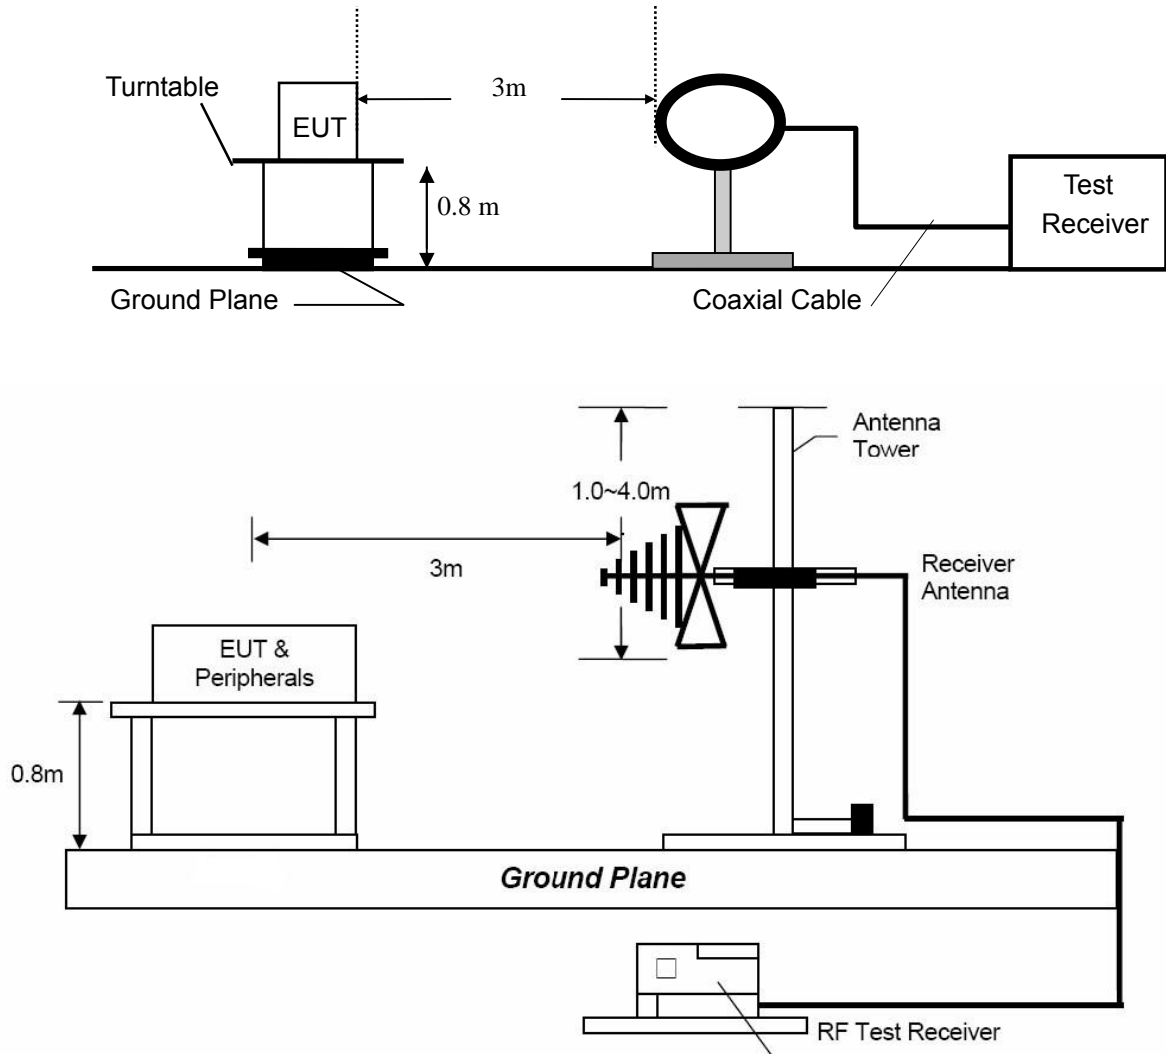 Turntable
EUT
3m
0.8 m
Test
Receiver
Ground Plane
Coaxial Cable
Antenna
Tower
1.0~4.0m
3m
Receiver
Antenna
EUT &
Peripherals
0.8m
Ground Plane
RF Test Receiver